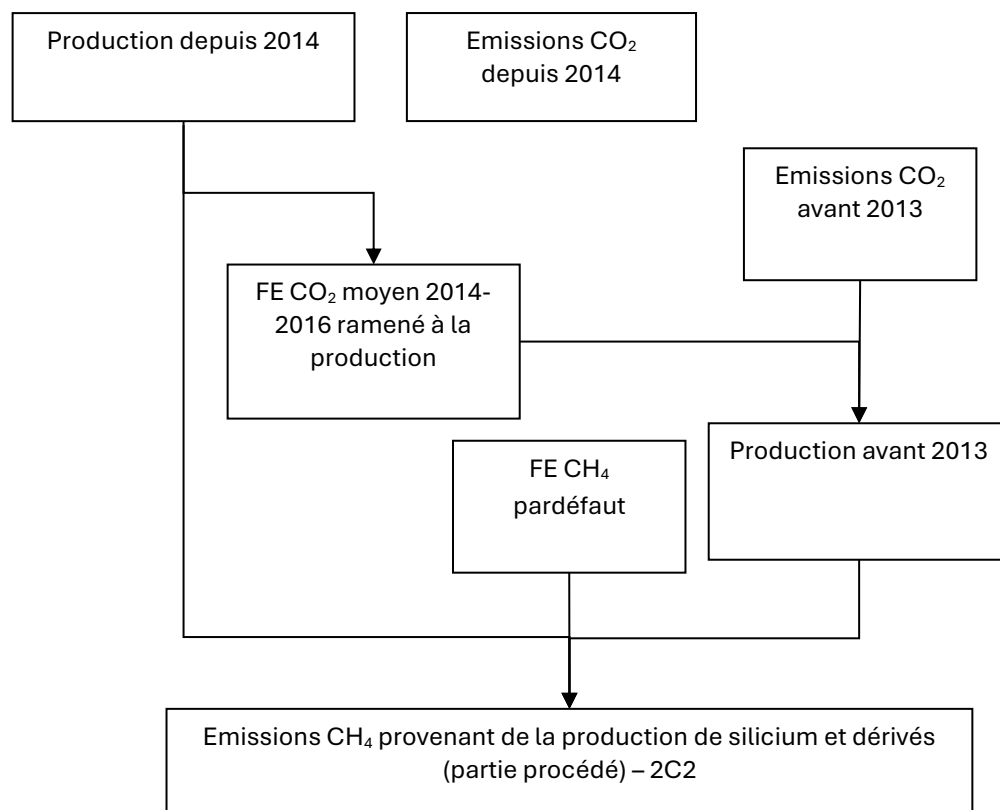 Production depuis 2014
Emissions CO₂
depuis 2014
Emissions CO₂
avant 2013
FE CO₂ moyen 2014-
2016 ramené à la
production
FE CH₄
pardéfaut
Production avant 2013
Emissions CH₄ provenant de la production de silicium et dérivés
(partie procédé) – 2C2